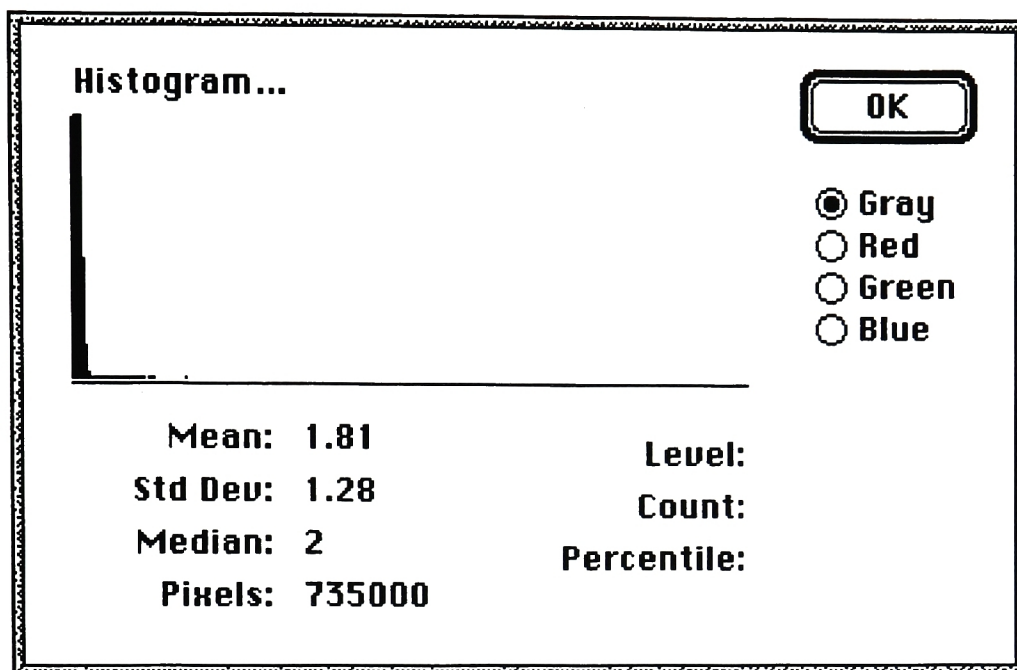 Histogram...
OK
Gray
Red
Green
Blue
Mean: 1.81
Std Dev: 1.28
Median: 2
Pixels: 735000
Level:
Count:
Percentile: